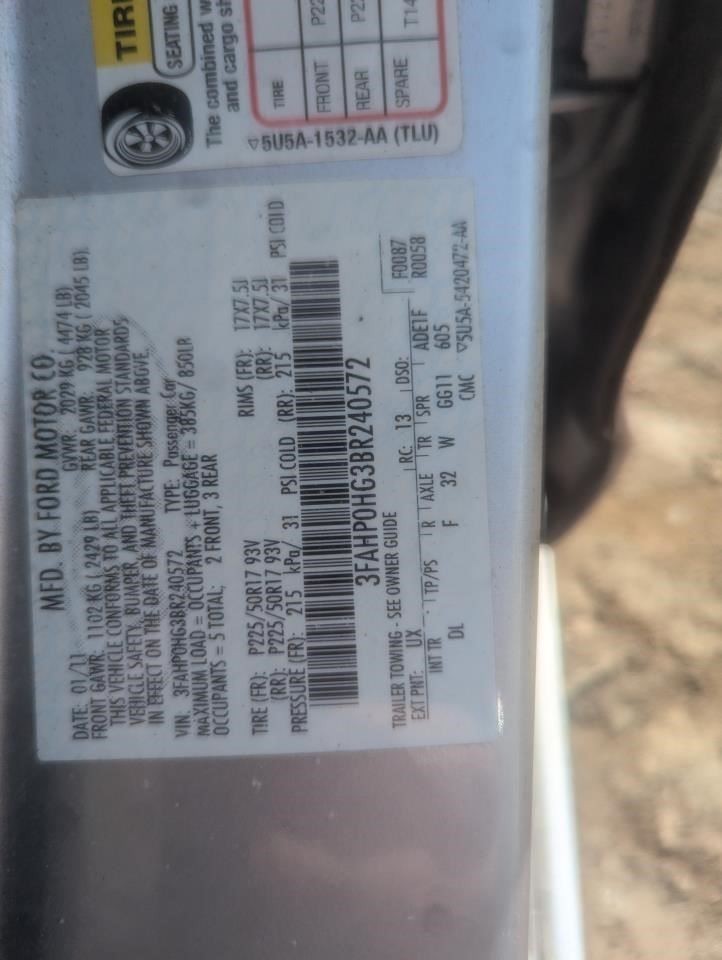 TIRE
SEATING
The combined w
and cargo sh
TIRE
FRONT P22
REAR P22
SPARE T14
▽5U5A-1532-AA (TLU)
MFD. BY FORD MOTOR CO.
DATE: 01/11 GVWR: 2029 KG ( 4474 LB)
FRONT GAWR: 1102 KG ( 2429 LB) REAR GAWR: 928 KG ( 2045 LB)
THIS VEHICLE CONFORMS TO ALL APPLICABLE FEDERAL MOTOR
VEHICLE SAFETY, BUMPER, AND THEFT PREVENTION STANDARDS
IN EFFECT ON THE DATE OF MANUFACTURE SHOWN ABOVE.
VIN: 3FAHP0HG3BR240572 TYPE: Passenger Car
MAXIMUM LOAD = OCCUPANTS + LUGGAGE = 385KG/ 850LB
OCCUPANTS = 5 TOTAL: 2 FRONT, 3 REAR
TIRE (FR): P225/50R17 93V RIMS (FR): 17X7.5J
(RR): P225/50R17 93V (RR): 17X7.5J
PRESSURE (FR): 215 kPa/ 31 PSI COLD (RR): 215 kPa/ 31 PSI COLD
3FAHP0HG3BR240572
TRAILER TOWING - SEE OWNER GUIDE F0087
EXT PNT: UX RC: 13 DSO: R0058
INT TR TP/PS R AXLE TR SPR ADE1F
DL F 32 W GG11 605
CMC ▽5U5A-5420472-AA